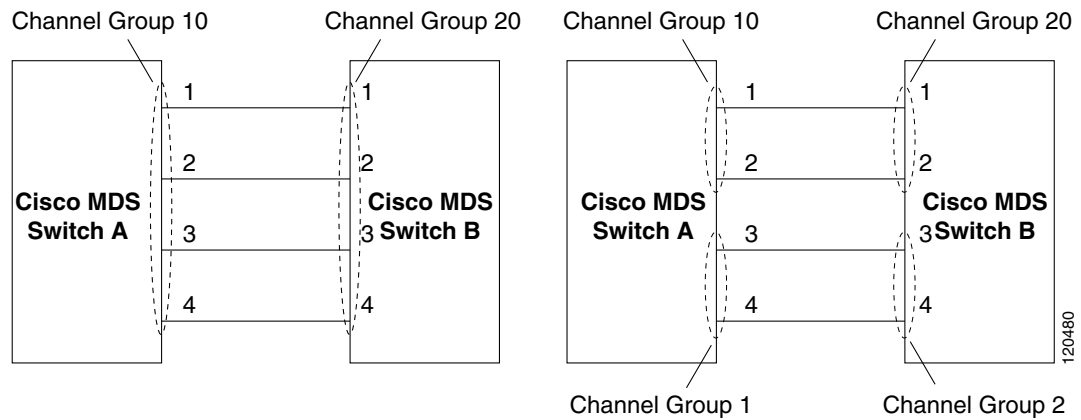 Channel Group 10
Channel Group 20
1
1
2
2
Cisco MDS
Switch A
Cisco MDS
Switch B
3
3
4
4
Channel Group 10
Channel Group 20
1
1
2
2
Cisco MDS
Switch A
Cisco MDS
Switch B
3
3
4
4
Channel Group 1
Channel Group 2
120480